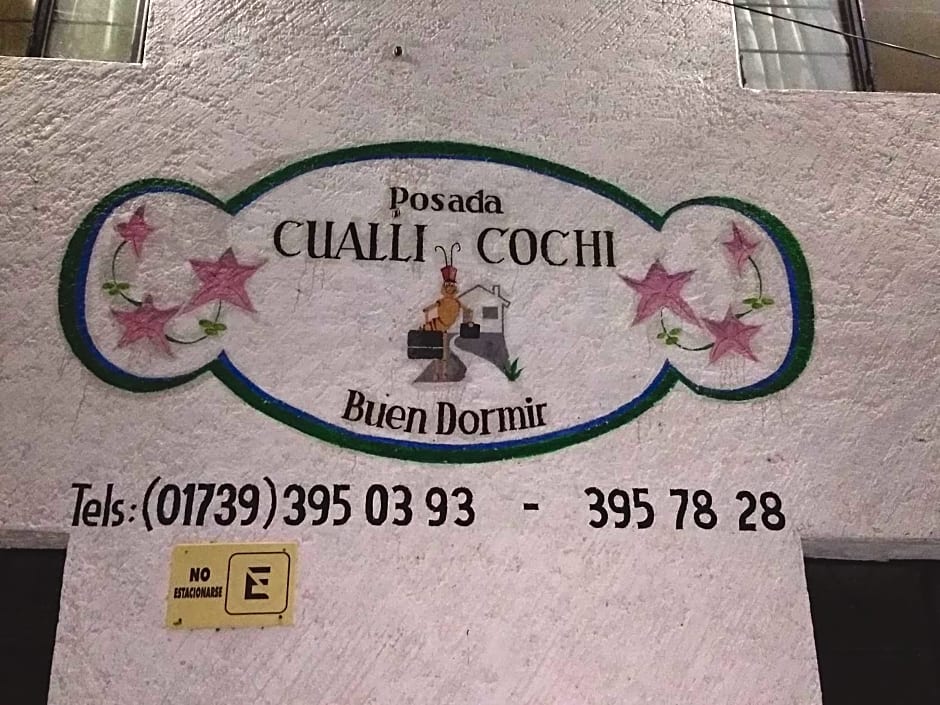 Posada
CUALLI COCHI
Buen Dormir
Tels: (01739) 395 03 93 - 395 78 28
NO
ESTACIONARSE
E